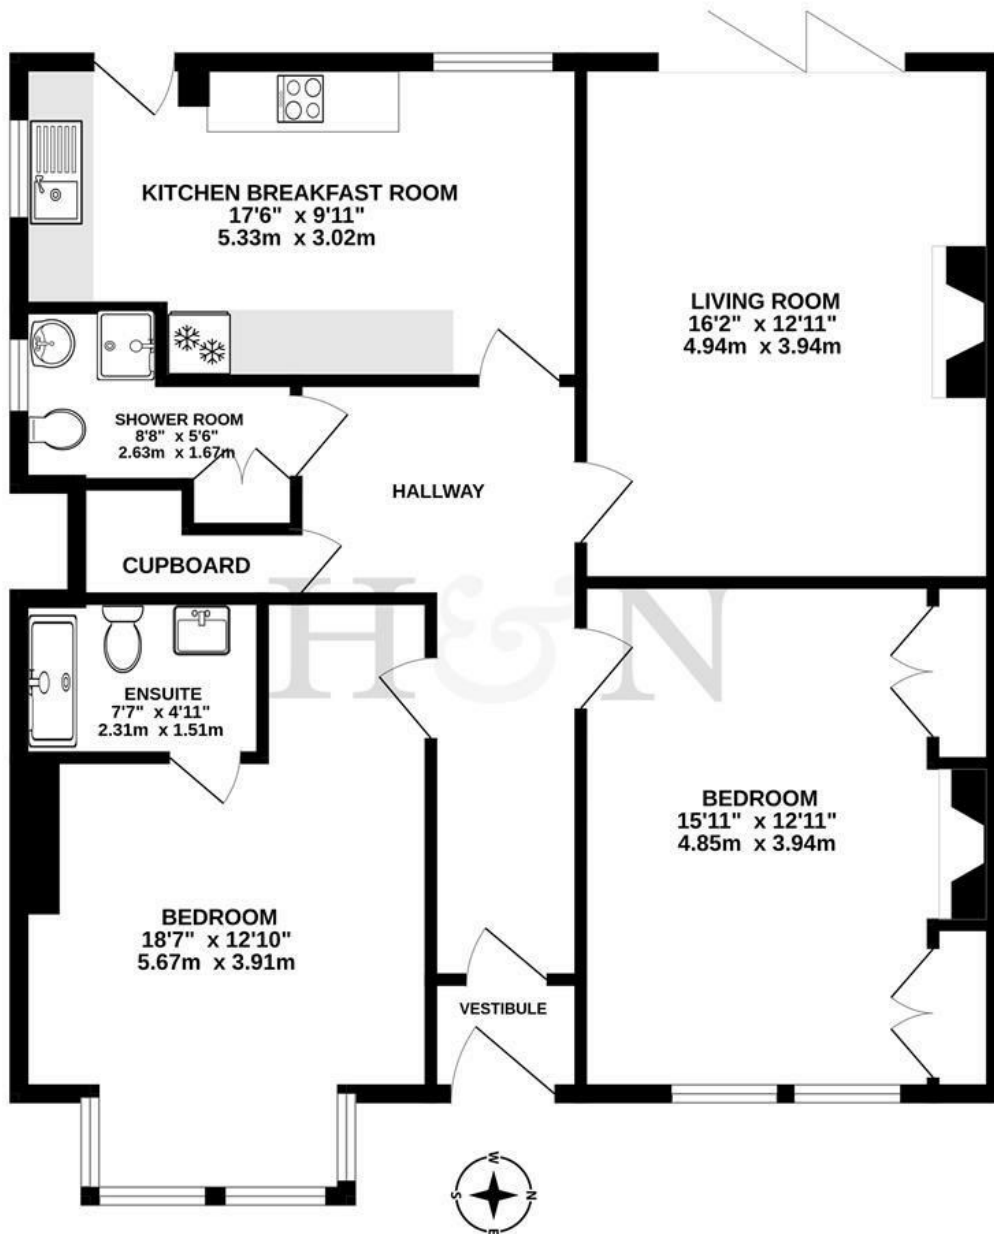 KITCHEN BREAKFAST ROOM
17'6" x 9'11"
5.33m x 3.02m
LIVING ROOM
16'2" x 12'11"
4.94m x 3.94m
SHOWER ROOM
8'8" x 5'6"
2.63m x 1.67m
HALLWAY
CUPBOARD
H&N
ENSUITE
7'7" x 4'11"
2.31m x 1.51m
BEDROOM
15'11" x 12'11"
4.85m x 3.94m
BEDROOM
18'7" x 12'10"
5.67m x 3.91m
VESTIBULE
W
S
N
E